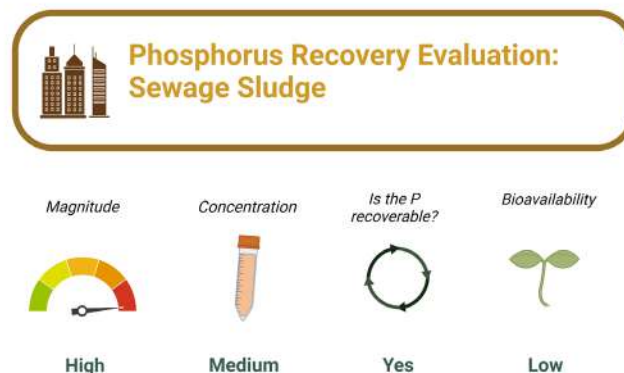 Phosphorus Recovery Evaluation:
Sewage Sludge
Magnitude
Concentration
Is the P
recoverable?
Bioavailability
High
Medium
Yes
Low